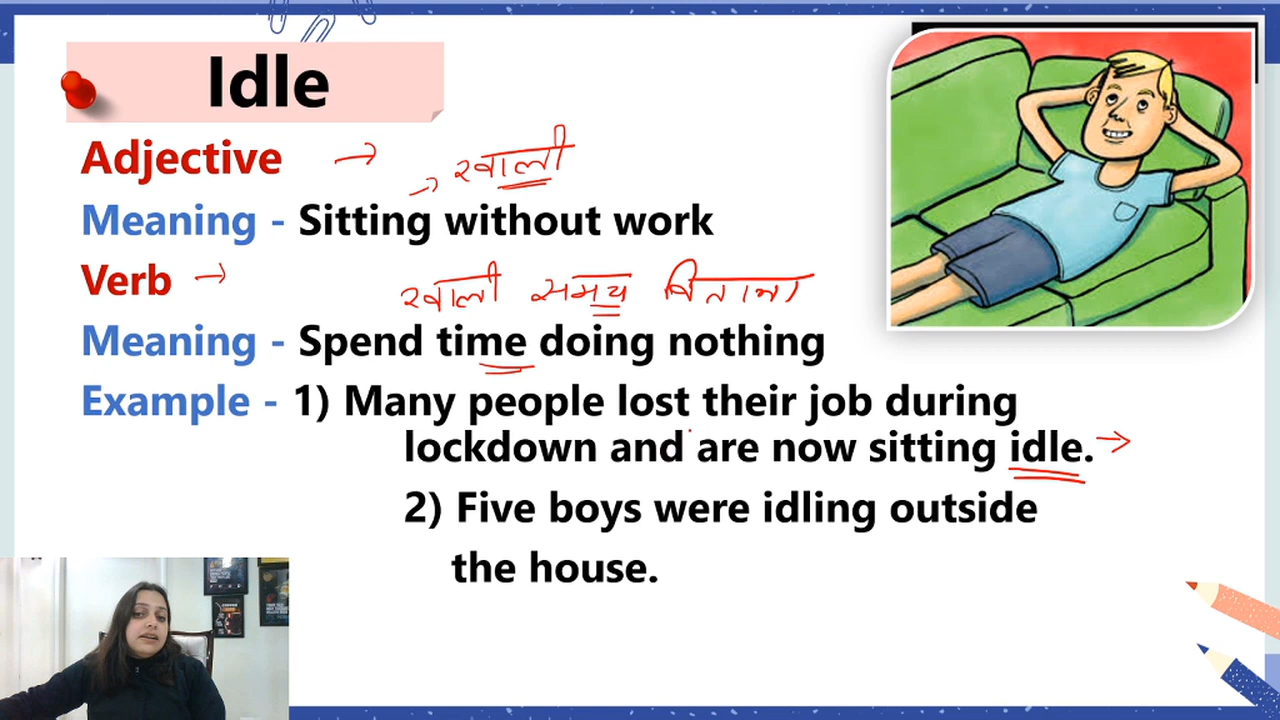 Idle
Adjective → खाली
Meaning - Sitting without work
Verb → खाली समय बिताना
Meaning - Spend time doing nothing
Example - 1) Many people lost their job during
lockdown and are now sitting idle. →
2) Five boys were idling outside
the house.